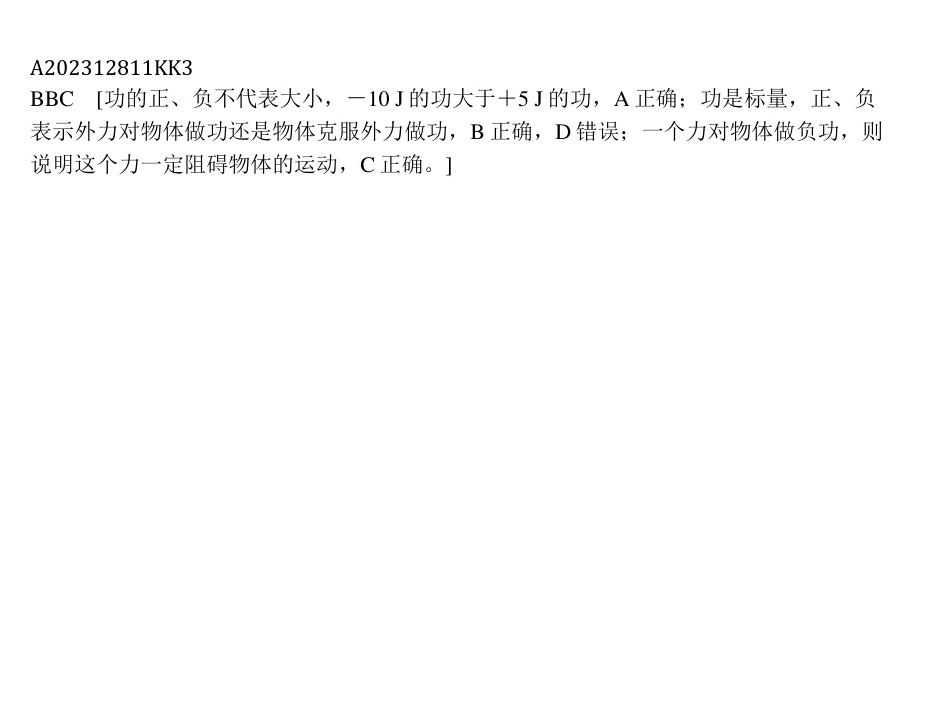 A202312811KK3
BBC [功的正、负不代表大小，－10 J 的功大于＋5 J 的功，A 正确；功是标量，正、负
表示外力对物体做功还是物体克服外力做功，B 正确，D 错误；一个力对物体做负功，则
说明这个力一定阻碍物体的运动，C 正确。]